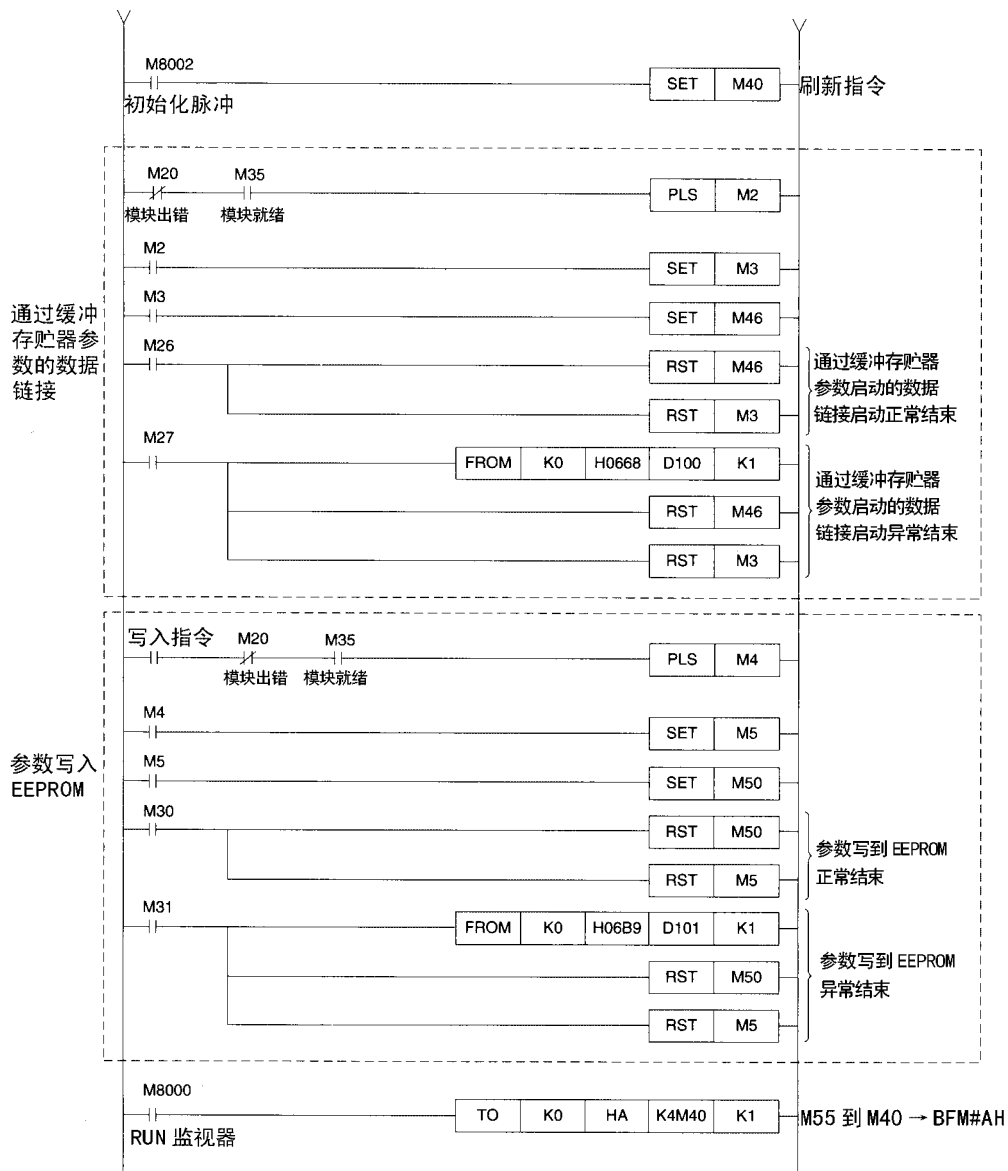 M8002
SET M40
刷新指令
初始化脉冲
M20 M35
PLS M2
模块出错 模块就绪
M2
SET M3
M3
SET M46
通过缓冲
存贮器参
数的数据
链接
M26
RST M46
RST M3
通过缓冲存贮器
参数启动的数据
链接启动正常结束
M27
FROM K0 H0668 D100 K1
RST M46
RST M3
通过缓冲存贮器
参数启动的数据
链接启动异常结束
写入指令 M20 M35
PLS M4
模块出错 模块就绪
M4
SET M5
参数写入
EEPROM
M5
SET M50
M30
RST M50
RST M5
参数写到 EEPROM
正常结束
M31
FROM K0 H06B9 D101 K1
RST M50
RST M5
参数写到 EEPROM
异常结束
M8000
TO K0 HA K4M40 K1
M55 到 M40 → BFM#AH
RUN 监视器